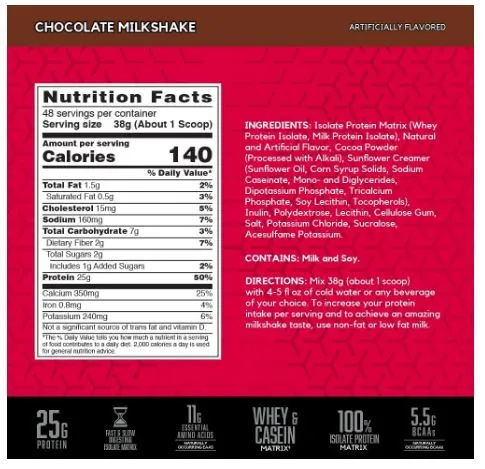 CHOCOLATE MILKSHAKE
ARTIFICIALLY FLAVORED
Nutrition Facts
48 servings per container
Serving size 38g (About 1 Scoop)
Amount per serving
Calories 140
% Daily Value*
Total Fat 1.5g 2%
Saturated Fat 0.5g 3%
Cholesterol 15mg 5%
Sodium 160mg 7%
Total Carbohydrate 7g 3%
Dietary Fiber 2g 7%
Total Sugars 2g
Includes 1g Added Sugars 2%
Protein 25g 50%
Calcium 350mg 25%
Iron 0.8mg 4%
Potassium 240mg 6%
Not a significant source of trans fat and vitamin D.
*The % Daily Value tells you how much a nutrient in a serving
of food contributes to a daily diet. 2,000 calories a day is used
for general nutrition advice.
INGREDIENTS: Isolate Protein Matrix (Whey
Protein Isolate, Milk Protein Isolate), Natural
and Artificial Flavor, Cocoa Powder
(Processed with Alkali), Sunflower Creamer
(Sunflower Oil, Corn Syrup Solids, Sodium
Caseinate, Mono- and Diglycerides,
Dipotassium Phosphate, Tricalcium
Phosphate, Soy Lecithin, Tocopherols),
Inulin, Polydextrose, Lecithin, Cellulose Gum,
Salt, Potassium Chloride, Sucralose,
Acesulfame Potassium.
CONTAINS: Milk and Soy.
DIRECTIONS: Mix 38g (about 1 scoop)
with 4-5 fl oz of cold water or any beverage
of your choice. To increase your protein
intake per serving and to achieve an amazing
milkshake taste, use non-fat or low fat milk.
25G
PROTEIN
FAST & SLOW
DIGESTING
ISOLATE MATRIX
11G
ESSENTIAL
AMINO ACIDS
NATURALLY
OCCURRING EAAs
WHEY &
CASEIN
MATRIX†
100%
ISOLATE PROTEIN
MATRIX
5.5G
BCAAs
NATURALLY
OCCURRING BCAAs